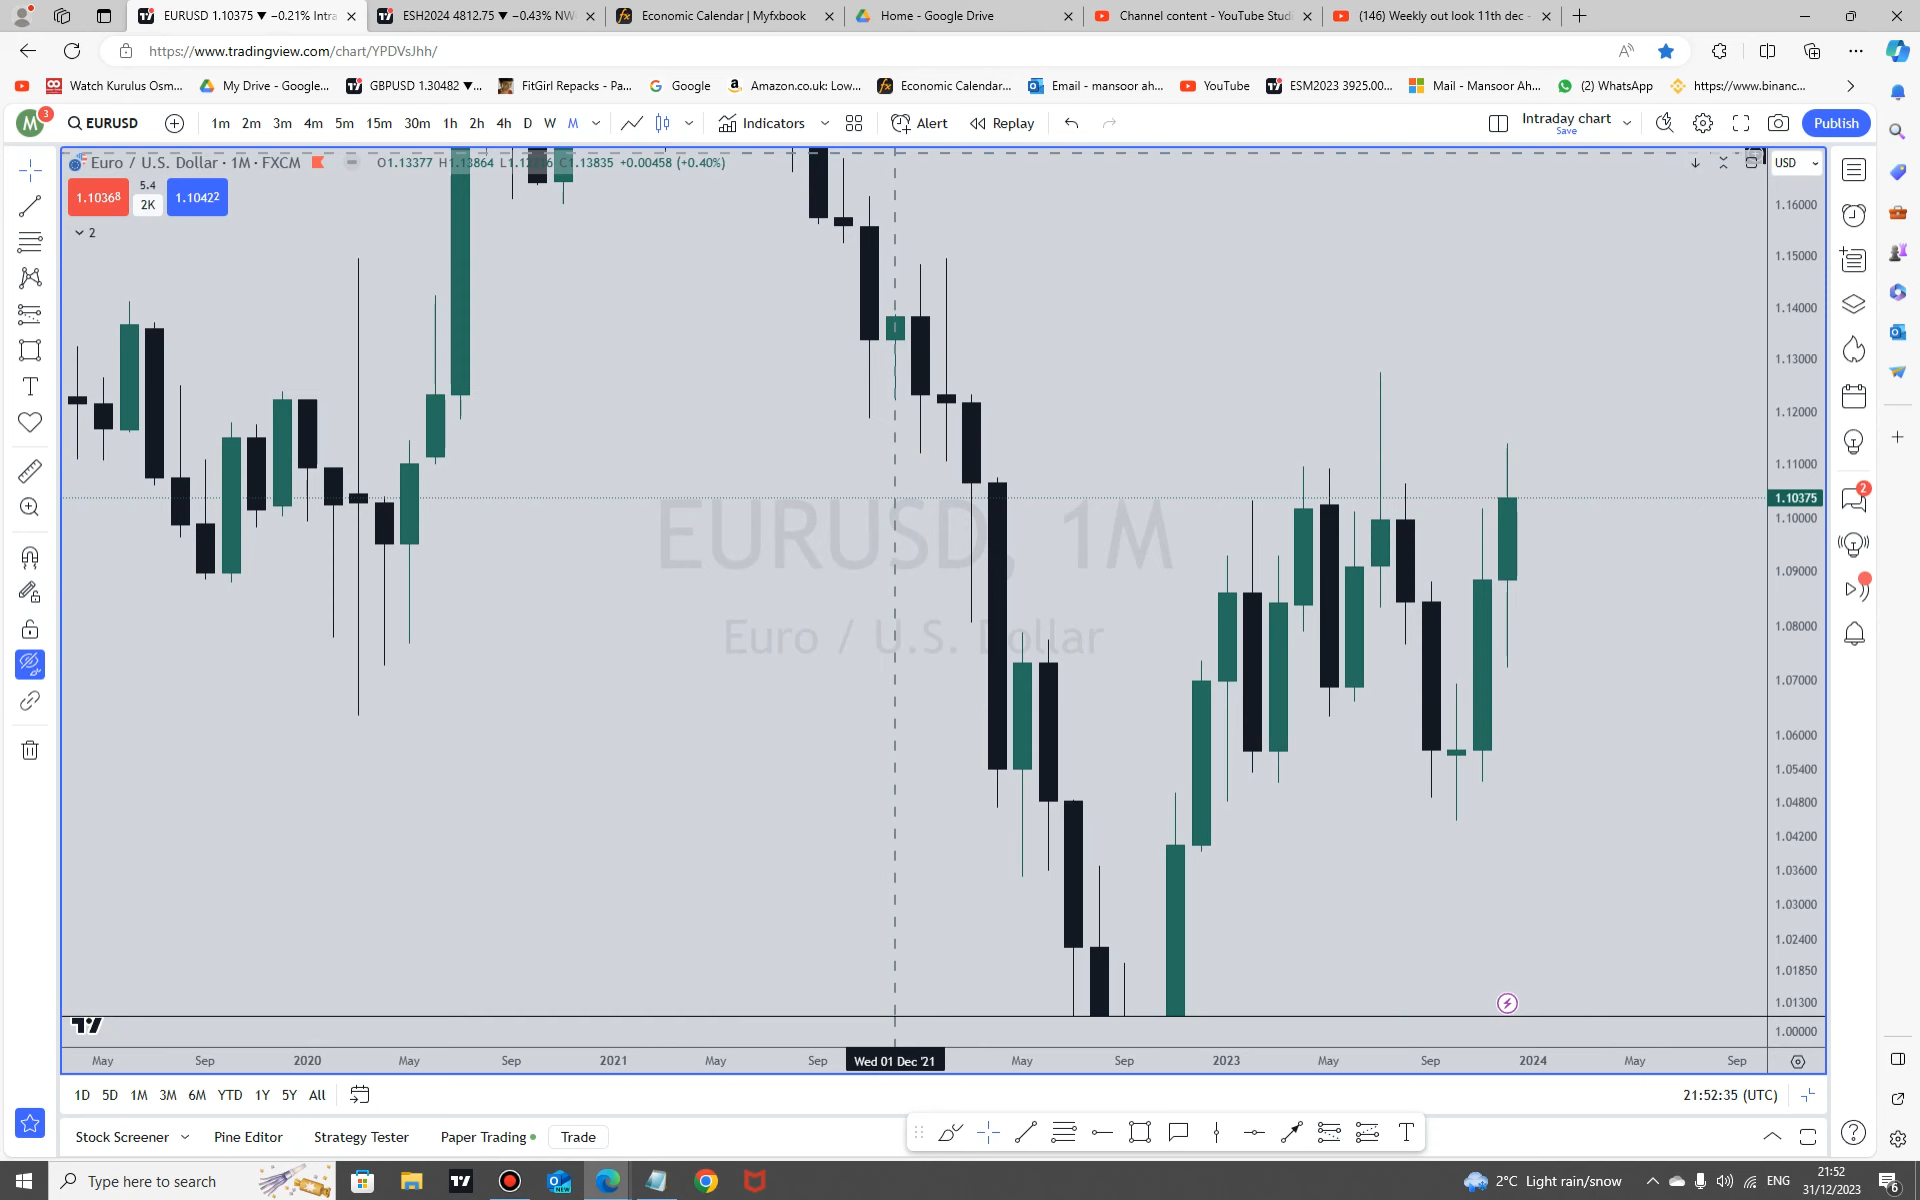 EURUSD 1.10375 ▼ −0.21% Intra
ESH2024 4812.75 ▼ −0.43% NW
Economic Calendar | Myfxbook
Home - Google Drive
Channel content - YouTube Studi
(146) Weekly out look 11th dec -
https://www.tradingview.com/chart/YPDVsJhh/
Watch Kurulus Osm...
My Drive - Google...
GBPUSD 1.30482 ▼...
FitGirl Repacks - Pa...
Google
Amazon.co.uk: Low...
Economic Calendar...
Email - mansoor ah...
YouTube
ESM2023 3925.00...
Mail - Mansoor Ah...
(2) WhatsApp
https://www.binanc...
M
3
EURUSD
1m 2m 3m 4m 5m 15m 30m 1h 2h 4h D W M
Indicators
Alert
Replay
Intraday chart
Save
Publish
Euro / U.S. Dollar · 1M · FXCM
O1.13377 H1.13864 C1.13835 +0.00458 (+0.40%)
1.10368
5.4
2K
1.10422
2
EURUSD, 1M
Euro / U.S. Dollar
USD
1.16000
1.15000
1.14000
1.13000
1.12000
1.11000
1.10375
1.10000
1.09000
1.08000
1.07000
1.06000
1.05400
1.04800
1.04200
1.03600
1.03000
1.02400
1.01850
1.01300
1.00000
2
May Sep 2020 May Sep 2021 May Sep Wed 01 Dec '21 May Sep 2023 May Sep 2024 May Sep
1D 5D 1M 3M 6M YTD 1Y 5Y All
21:52:35 (UTC)
Stock Screener
Pine Editor
Strategy Tester
Paper Trading
Trade
Type here to search
NEW
2°C Light rain/snow
ENG
21:52
31/12/2023
6